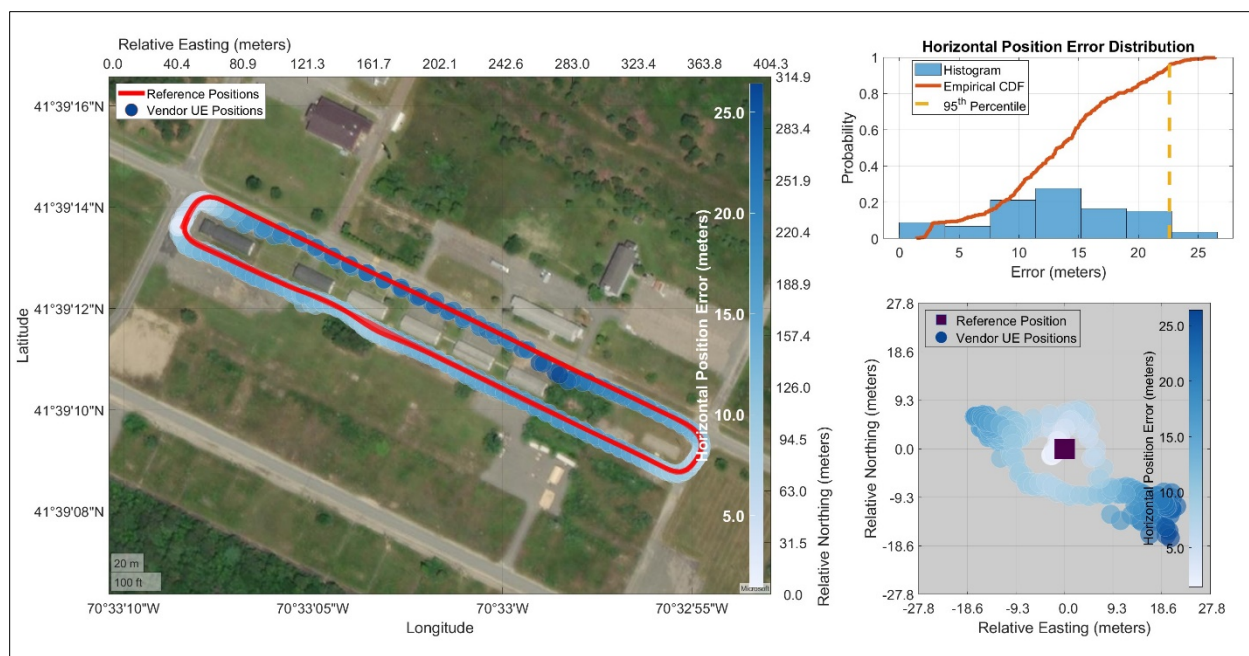 Relative Easting (meters)
0.0 40.4 80.9 121.3 161.7 202.1 242.6 283.0 323.4 363.8 404.3
Reference Positions
Vendor UE Positions
41°39'16"
41°39'14"
41°39'12"
41°39'10"
41°39'08"
Latitude
70°33'10"W 70°33'05"W 70°33'W 70°32'55"W
Longitude
20 m
100 ft
Microsoft
25.0
20.0
15.0
10.0
5.0
Horizontal Position Error (meters)
314.9
283.4
251.9
220.4
188.9
157.4
126.0
94.5
63.0
31.5
0.0
Relative Northing (meters)
Horizontal Position Error Distribution
Histogram
Empirical CDF
95th Percentile
1
0.8
0.6
0.4
0.2
0
Probability
0 5 10 15 20 25
Error (meters)
Reference Position
Vendor UE Positions
27.8
18.6
9.3
0.0
-9.3
-18.6
-27.8
Relative Northing (meters)
25.0
20.0
15.0
10.0
5.0
Horizontal Position Error (meters)
-27.8 -18.6 -9.3 0.0 9.3 18.6 27.8
Relative Easting (meters)